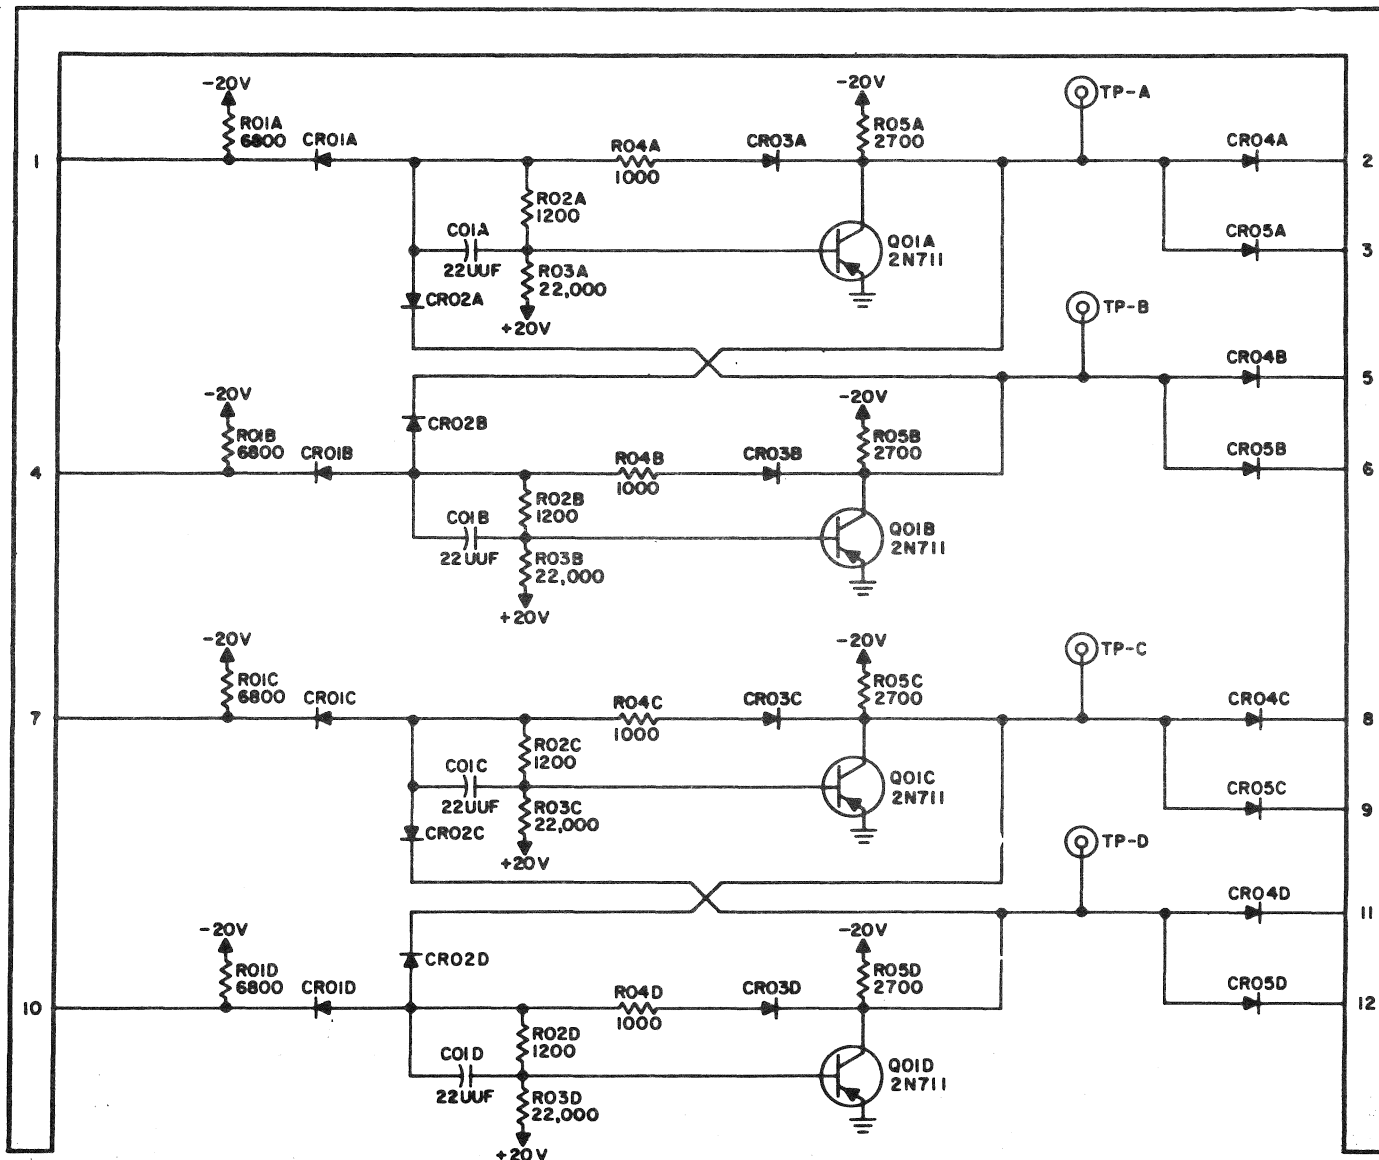 -20V
-20V
TP-A
R01A
6800
CR01A
R04A
1000
CR03A
R05A
2700
CR04A
1
2
R02A
1200
C01A
22UUF
Q01A
2N711
CR05A
3
R03A
22,000
CR02A
+20V
TP-B
CR04B
5
-20V
-20V
CR02B
R01B
6800
CR01B
R04B
1000
CR03B
R05B
2700
CR05B
4
6
R02B
1200
C01B
22UUF
Q01B
2N711
R03B
22,000
+20V
-20V
-20V
TP-C
R01C
6800
CR01C
R04C
1000
CR03C
R05C
2700
CR04C
7
8
R02C
1200
C01C
22UUF
Q01C
2N711
CR05C
9
R03C
22,000
CR02C
+20V
TP-D
CR04D
11
-20V
-20V
CR02D
R01D
6800
CR01D
R04D
1000
CR03D
R05D
2700
CR05D
10
12
R02D
1200
C01D
22UUF
Q01D
2N711
R03D
22,000
+20V